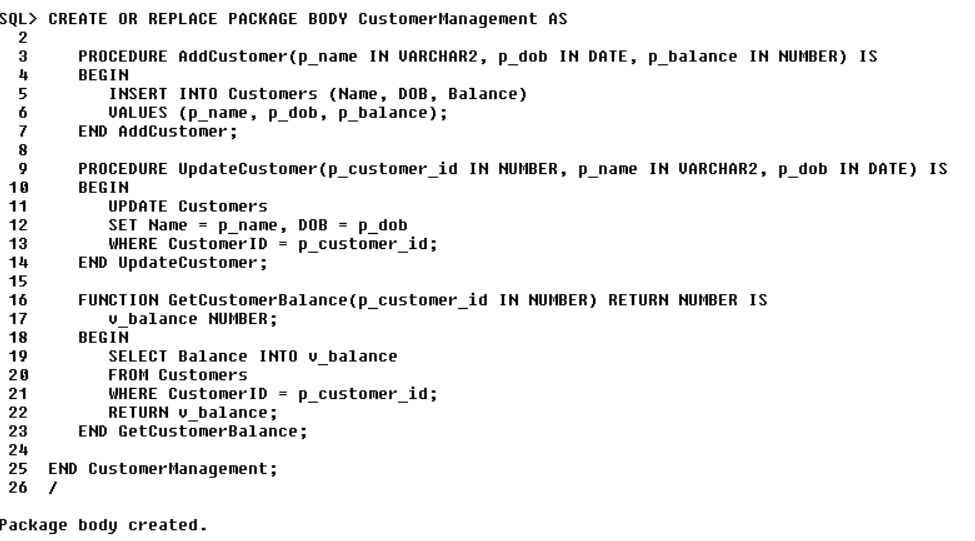 SQL> CREATE OR REPLACE PACKAGE BODY CustomerManagement AS
2
3 PROCEDURE AddCustomer(p_name IN VARCHAR2, p_dob IN DATE, p_balance IN NUMBER) IS
4 BEGIN
5 INSERT INTO Customers (Name, DOB, Balance)
6 VALUES (p_name, p_dob, p_balance);
7 END AddCustomer;
8
9 PROCEDURE UpdateCustomer(p_customer_id IN NUMBER, p_name IN VARCHAR2, p_dob IN DATE) IS
10 BEGIN
11 UPDATE Customers
12 SET Name = p_name, DOB = p_dob
13 WHERE CustomerID = p_customer_id;
14 END UpdateCustomer;
15
16 FUNCTION GetCustomerBalance(p_customer_id IN NUMBER) RETURN NUMBER IS
17 v_balance NUMBER;
18 BEGIN
19 SELECT Balance INTO v_balance
20 FROM Customers
21 WHERE CustomerID = p_customer_id;
22 RETURN v_balance;
23 END GetCustomerBalance;
24
25 END CustomerManagement;
26 /
Package body created.